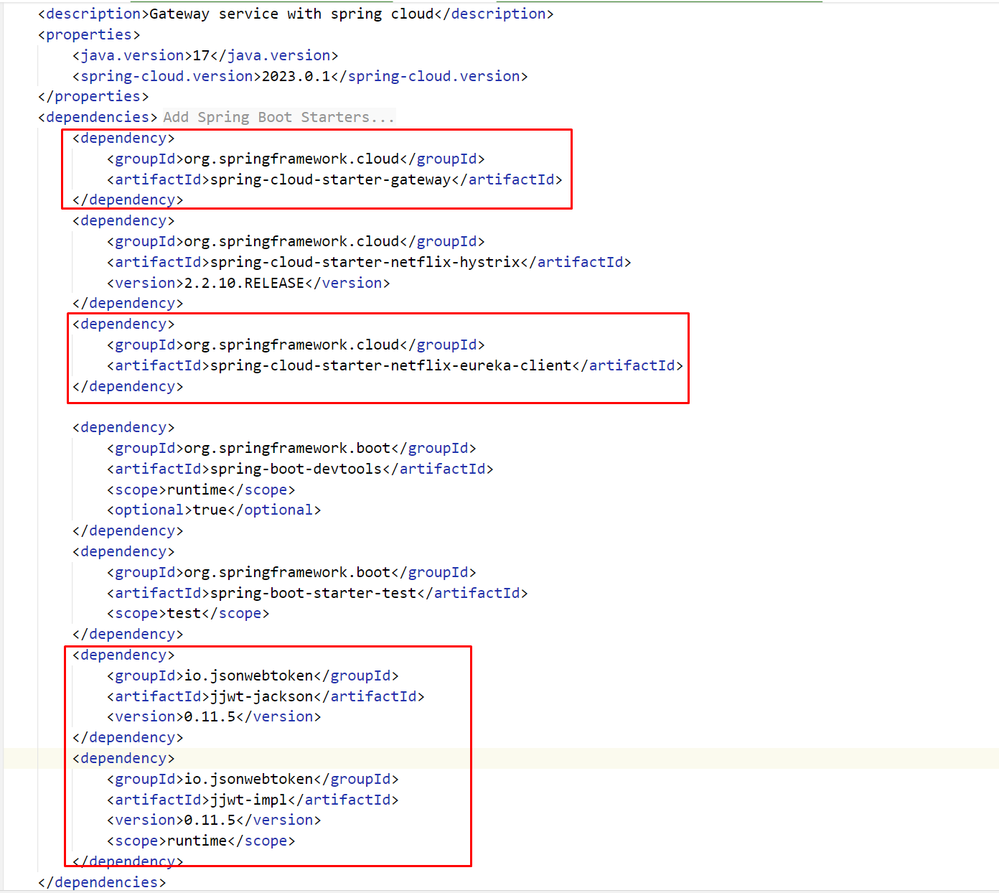 <description>Gateway service with spring cloud</description>
<properties>
<java.version>17</java.version>
<spring-cloud.version>2023.0.1</spring-cloud.version>
</properties>
<dependencies> Add Spring Boot Starters...
<dependency>
<groupId>org.springframework.cloud</groupId>
<artifactId>spring-cloud-starter-gateway</artifactId>
</dependency>
<dependency>
<groupId>org.springframework.cloud</groupId>
<artifactId>spring-cloud-starter-netflix-hystrix</artifactId>
<version>2.2.10.RELEASE</version>
</dependency>
<dependency>
<groupId>org.springframework.cloud</groupId>
<artifactId>spring-cloud-starter-netflix-eureka-client</artifactId>
</dependency>
<dependency>
<groupId>org.springframework.boot</groupId>
<artifactId>spring-boot-devtools</artifactId>
<scope>runtime</scope>
<optional>true</optional>
</dependency>
<dependency>
<groupId>org.springframework.boot</groupId>
<artifactId>spring-boot-starter-test</artifactId>
<scope>test</scope>
</dependency>
<dependency>
<groupId>io.jsonwebtoken</groupId>
<artifactId>jjwt-jackson</artifactId>
<version>0.11.5</version>
</dependency>
<dependency>
<groupId>io.jsonwebtoken</groupId>
<artifactId>jjwt-impl</artifactId>
<version>0.11.5</version>
<scope>runtime</scope>
</dependency>
</dependencies>